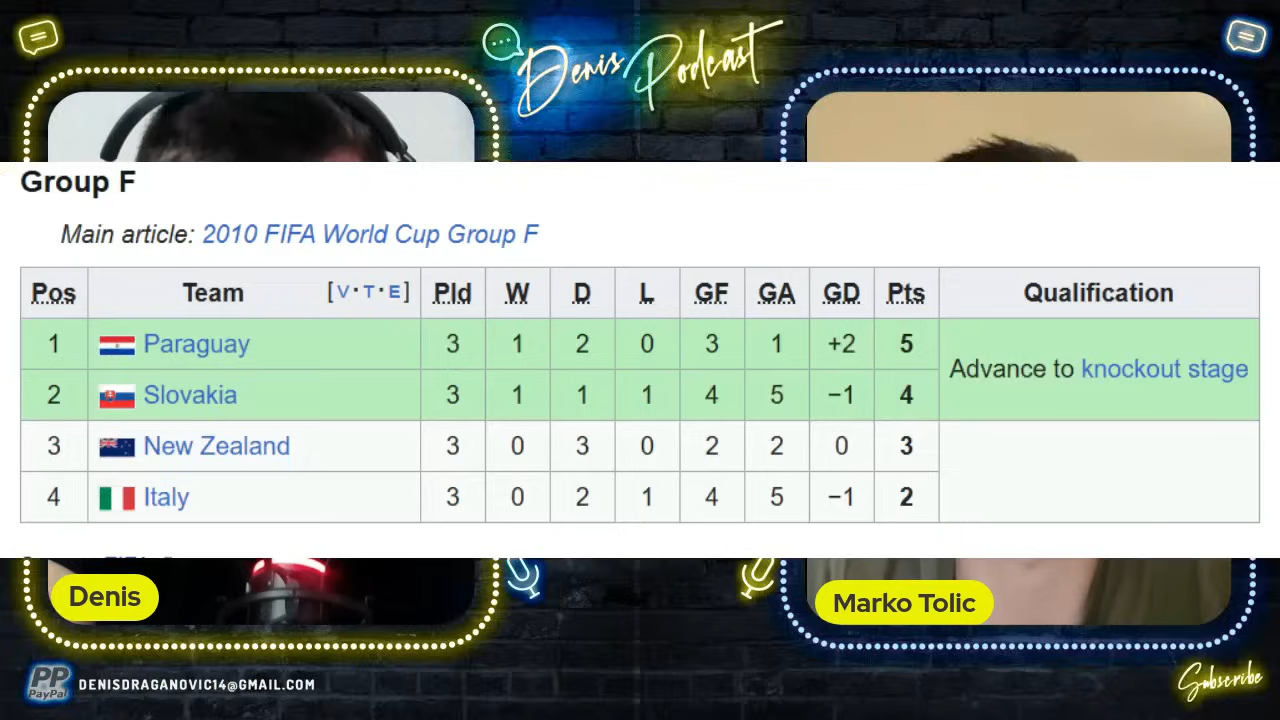 Denis Podcast
Group F
Main article: 2010 FIFA World Cup Group F
Pos Team [V·T·E] Pld W D L GF GA GD Pts Qualification
1 Paraguay 3 1 2 0 3 1 +2 5 Advance to knockout stage
2 Slovakia 3 1 1 1 4 5 −1 4
3 New Zealand 3 0 3 0 2 2 0 3
4 Italy 3 0 2 1 4 5 −1 2
Denis
Marko Tolic
PP
PayPal
DENISDRAGANOVIC14@GMAIL.COM
Subscribe